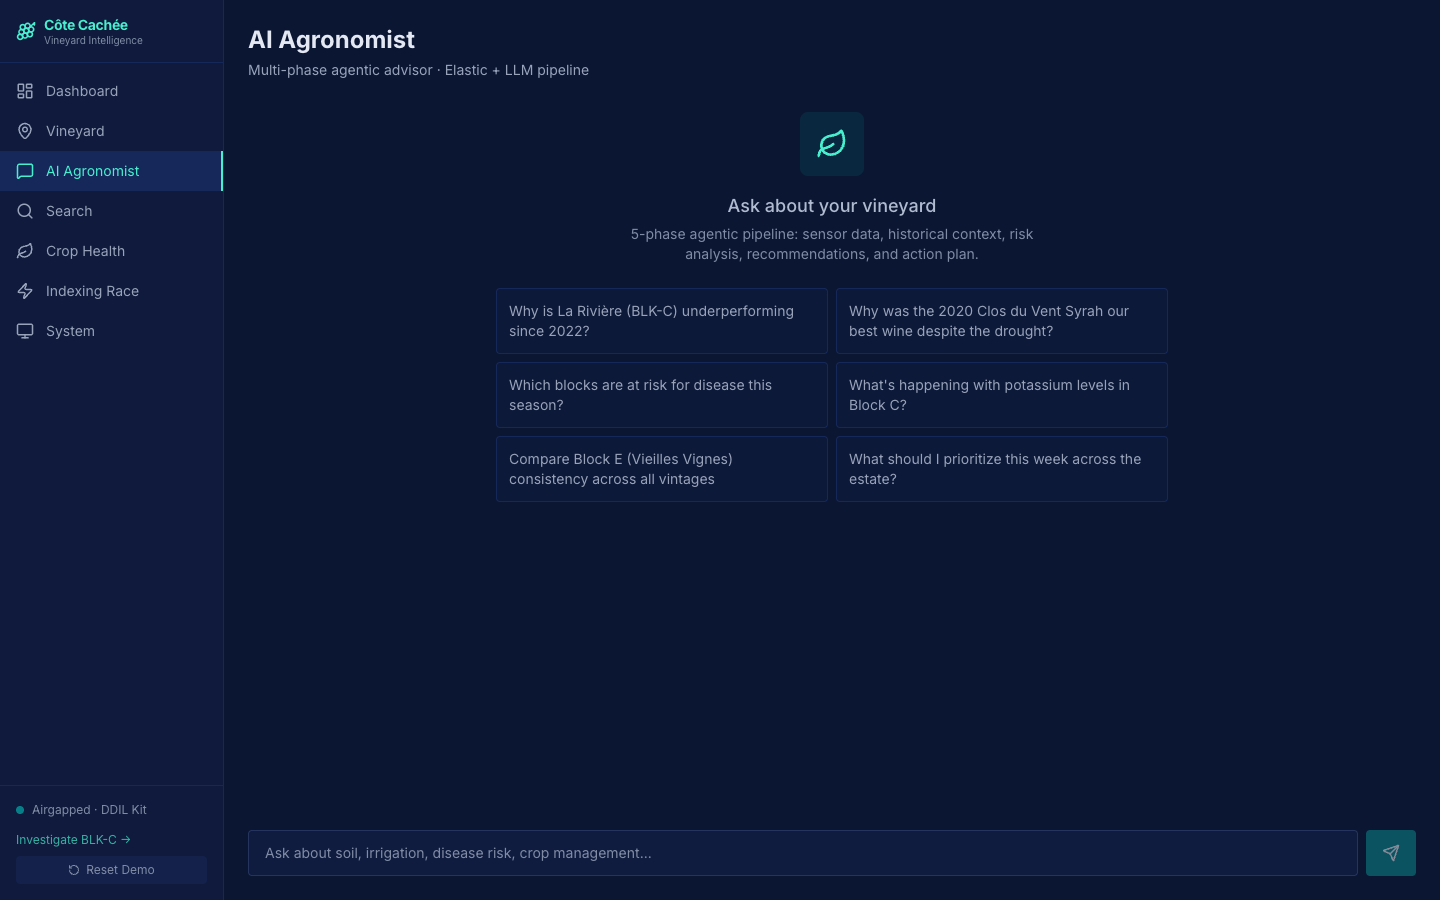 Côte Cachée
Vineyard Intelligence
Dashboard
Vineyard
AI Agronomist
Search
Crop Health
Indexing Race
System
Airgapped · DDIL Kit
Investigate BLK-C →
Reset Demo
AI Agronomist
Multi-phase agentic advisor · Elastic + LLM pipeline
Ask about your vineyard
5-phase agentic pipeline: sensor data, historical context, risk
analysis, recommendations, and action plan.
Why is La Rivière (BLK-C) underperforming
since 2022?
Why was the 2020 Clos du Vent Syrah our
best wine despite the drought?
Which blocks are at risk for disease this
season?
What's happening with potassium levels in
Block C?
Compare Block E (Vieilles Vignes)
consistency across all vintages
What should I prioritize this week across the
estate?
Ask about soil, irrigation, disease risk, crop management...